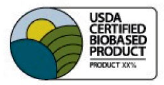 USDA
CERTIFIED
BIOBASED
PRODUCT
PRODUCT XX%